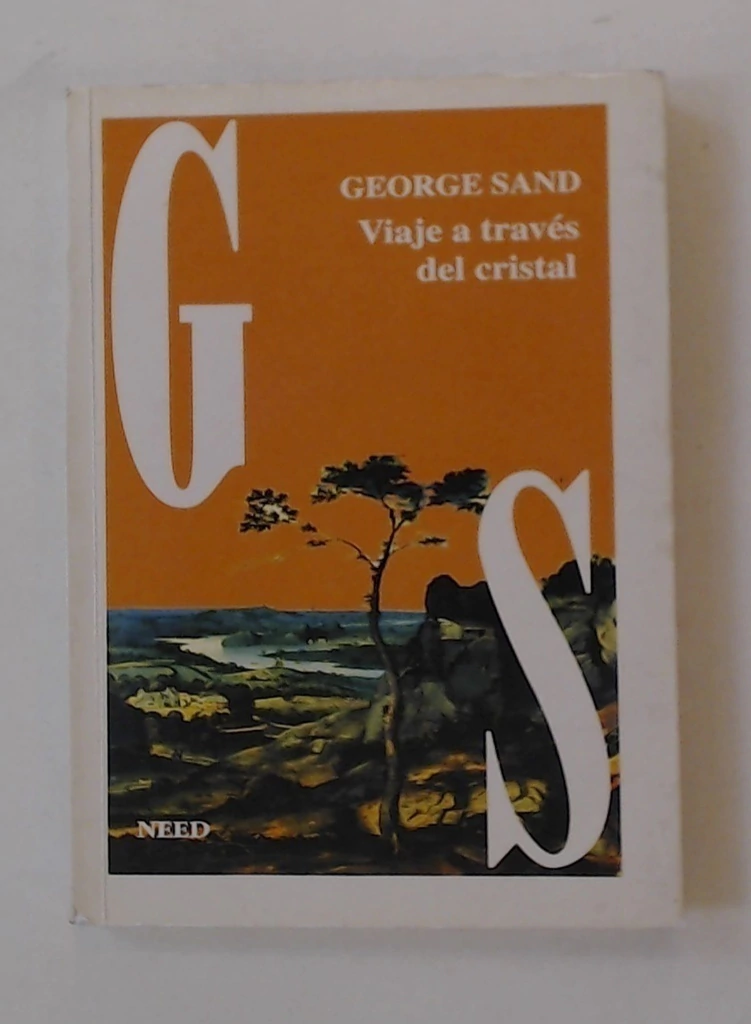 G
GEORGE SAND
Viaje a través
del cristal
S
NEED